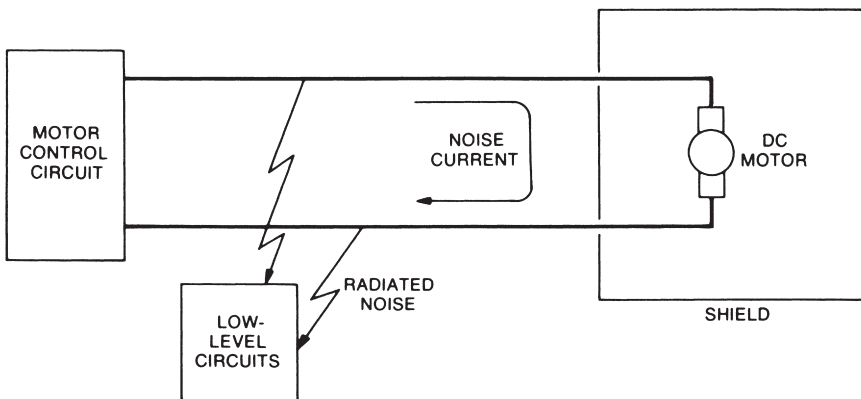 MOTOR
CONTROL
CIRCUIT
NOISE
CURRENT
DC
MOTOR
RADIATED
NOISE
LOW-
LEVEL
CIRCUITS
SHIELD